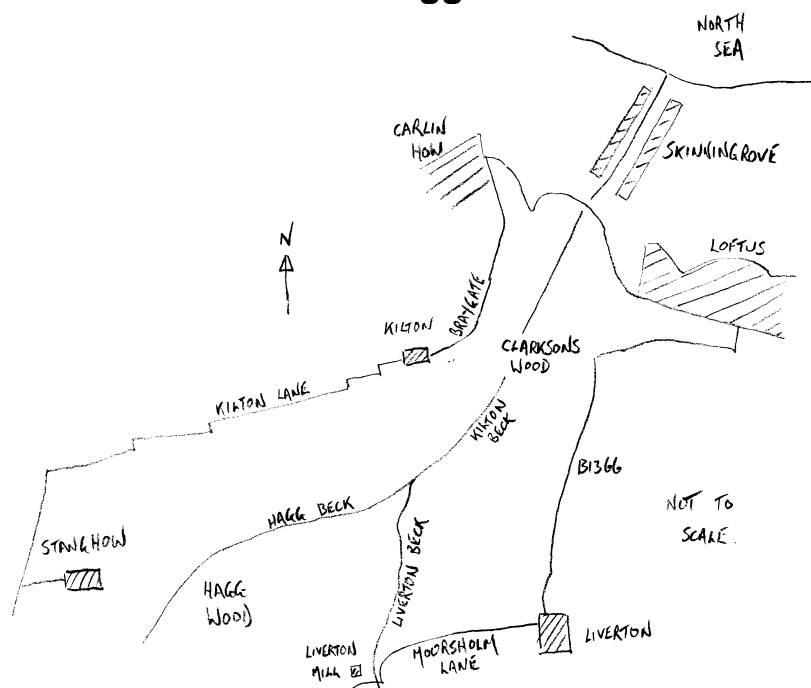 NORTH
SEA
CARLIN
HOW
SKINNINGROVE
N
LOFTUS
BRAYGATE
KILTON
CLARKSONS
WOOD
KILTON LANE
KILTON
BECK
B1366
NOT TO
SCALE.
HAGG BECK
STANGHOW
LIVERTON BECK
HAGG
WOOD
LIVERTON
MILL
MOORSHOLM
LANE
LIVERTON